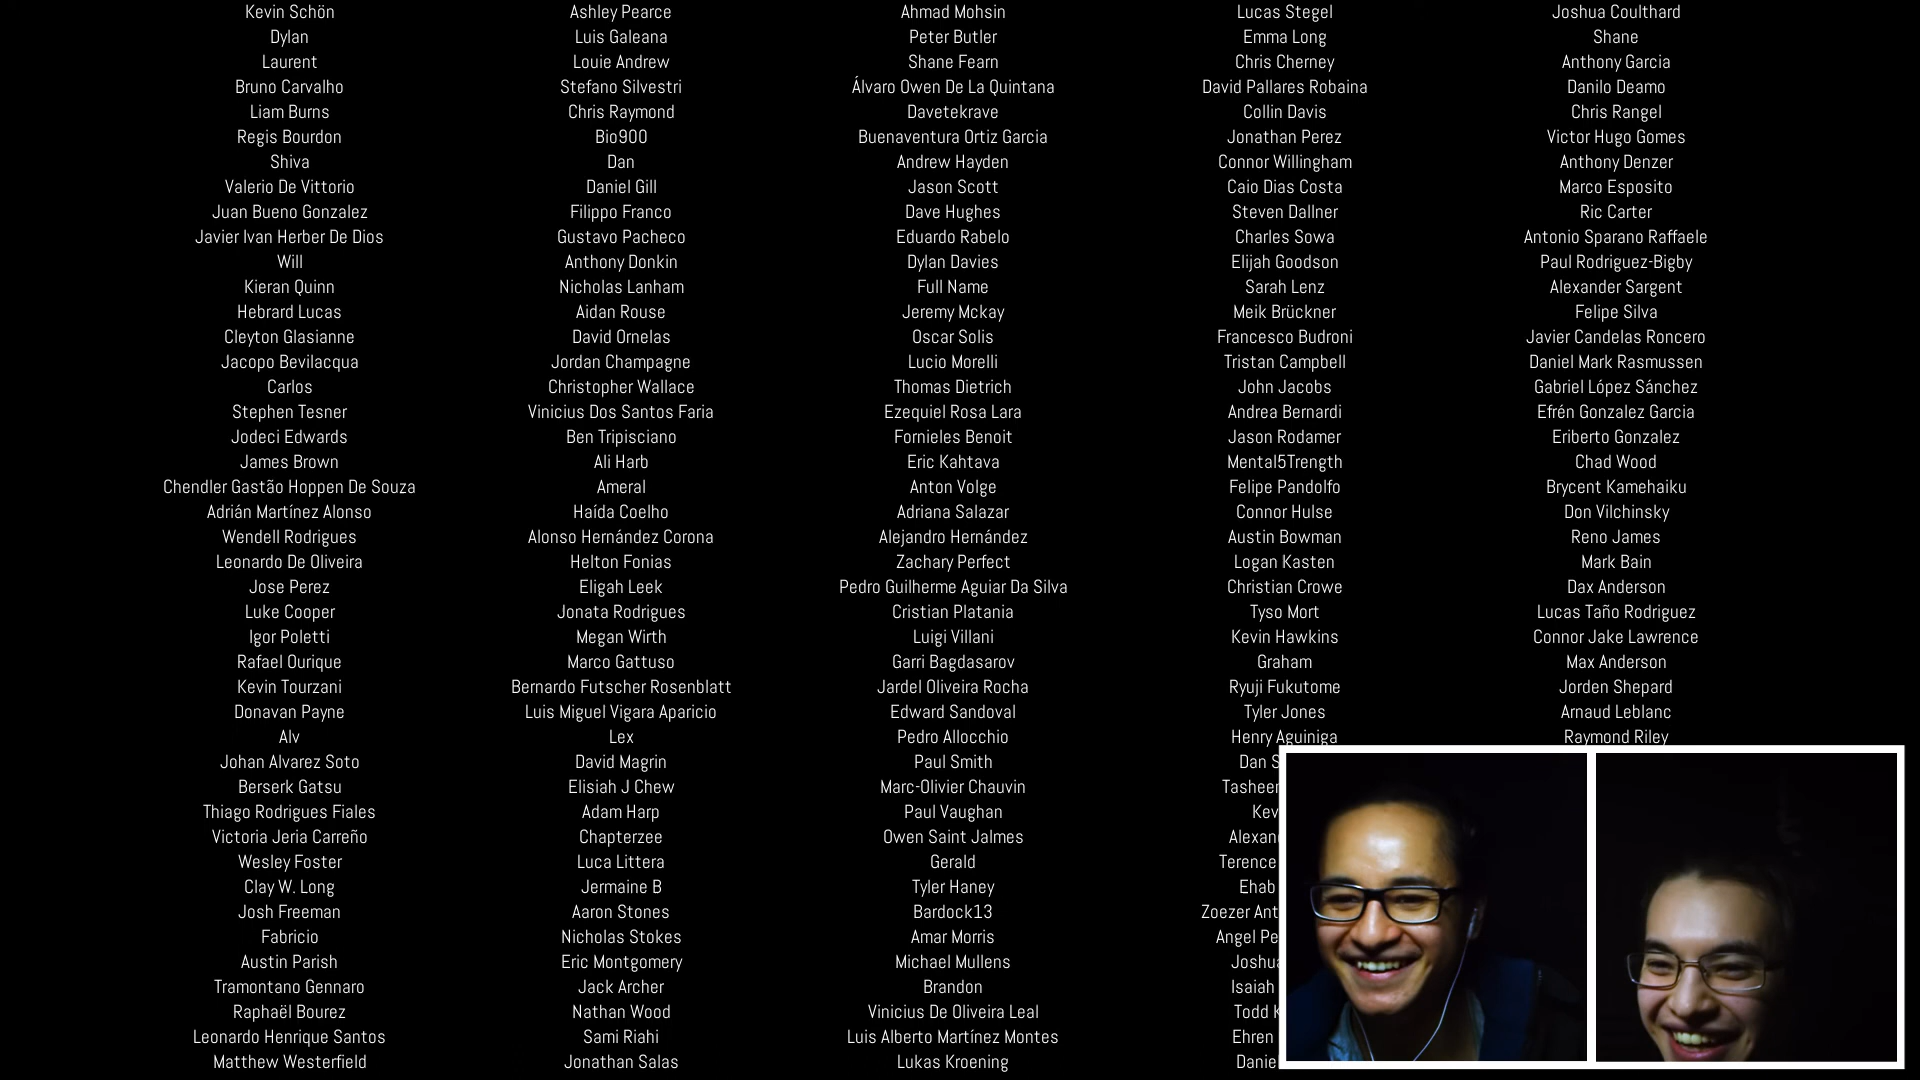 Kevin Schön
Dylan
Laurent
Bruno Carvalho
Liam Burns
Regis Bourdon
Shiva
Valerio De Vittorio
Juan Bueno Gonzalez
Javier Ivan Herber De Dios
Will
Kieran Quinn
Hebrard Lucas
Cleyton Glasianne
Jacopo Bevilacqua
Carlos
Stephen Tesner
Jodeci Edwards
James Brown
Chendler Gastão Hoppen De Souza
Adrián Martínez Alonso
Wendell Rodrigues
Leonardo De Oliveira
Jose Perez
Luke Cooper
Igor Poletti
Rafael Ourique
Kevin Tourzani
Donavan Payne
Alv
Johan Alvarez Soto
Berserk Gatsu
Thiago Rodrigues Fiales
Victoria Jeria Carreño
Wesley Foster
Clay W. Long
Josh Freeman
Fabricio
Austin Parish
Tramontano Gennaro
Raphaël Bourez
Leonardo Henrique Santos
Matthew Westerfield
Ashley Pearce
Luis Galeana
Louie Andrew
Stefano Silvestri
Chris Raymond
Bio900
Dan
Daniel Gill
Filippo Franco
Gustavo Pacheco
Anthony Donkin
Nicholas Lanham
Aidan Rouse
David Ornelas
Jordan Champagne
Christopher Wallace
Vinicius Dos Santos Faria
Ben Tripisciano
Ali Harb
Ameral
Haída Coelho
Alonso Hernández Corona
Helton Fonias
Eligah Leek
Jonata Rodrigues
Megan Wirth
Marco Gattuso
Bernardo Futscher Rosenblatt
Luis Miguel Vigara Aparicio
Lex
David Magrin
Elisiah J Chew
Adam Harp
Chapterzee
Luca Littera
Jermaine B
Aaron Stones
Nicholas Stokes
Eric Montgomery
Jack Archer
Nathan Wood
Sami Riahi
Jonathan Salas
Ahmad Mohsin
Peter Butler
Shane Fearn
Álvaro Owen De La Quintana
Davetekrave
Buenaventura Ortiz Garcia
Andrew Hayden
Jason Scott
Dave Hughes
Eduardo Rabelo
Dylan Davies
Full Name
Jeremy Mckay
Oscar Solis
Lucio Morelli
Thomas Dietrich
Ezequiel Rosa Lara
Fornieles Benoit
Eric Kahtava
Anton Volge
Adriana Salazar
Alejandro Hernández
Zachary Perfect
Pedro Guilherme Aguiar Da Silva
Cristian Platania
Luigi Villani
Garri Bagdasarov
Jardel Oliveira Rocha
Edward Sandoval
Pedro Allocchio
Paul Smith
Marc-Olivier Chauvin
Paul Vaughan
Owen Saint Jalmes
Gerald
Tyler Haney
Bardock13
Amar Morris
Michael Mullens
Brandon
Vinicius De Oliveira Leal
Luis Alberto Martínez Montes
Lukas Kroening
Lucas Stegel
Emma Long
Chris Cherney
David Pallares Robaina
Collin Davis
Jonathan Perez
Connor Willingham
Caio Dias Costa
Steven Dallner
Charles Sowa
Elijah Goodson
Sarah Lenz
Meik Brückner
Francesco Budroni
Tristan Campbell
John Jacobs
Andrea Bernardi
Jason Rodamer
Mental5Trength
Felipe Pandolfo
Connor Hulse
Austin Bowman
Logan Kasten
Christian Crowe
Tyso Mort
Kevin Hawkins
Graham
Ryuji Fukutome
Tyler Jones
Henry Aguiniga
Dan S
Tasheer
Kev
Alexan
Terence
Ehab
Zoezer Ant
Angel Pe
Joshua
Isaiah
Todd K
Ehren
Danie
Joshua Coulthard
Shane
Anthony Garcia
Danilo Deamo
Chris Rangel
Victor Hugo Gomes
Anthony Denzer
Marco Esposito
Ric Carter
Antonio Sparano Raffaele
Paul Rodriguez-Bigby
Alexander Sargent
Felipe Silva
Javier Candelas Roncero
Daniel Mark Rasmussen
Gabriel López Sánchez
Efrén Gonzalez Garcia
Eriberto Gonzalez
Chad Wood
Brycent Kamehaiku
Don Vilchinsky
Reno James
Mark Bain
Dax Anderson
Lucas Taño Rodriguez
Connor Jake Lawrence
Max Anderson
Jorden Shepard
Arnaud Leblanc
Raymond Riley